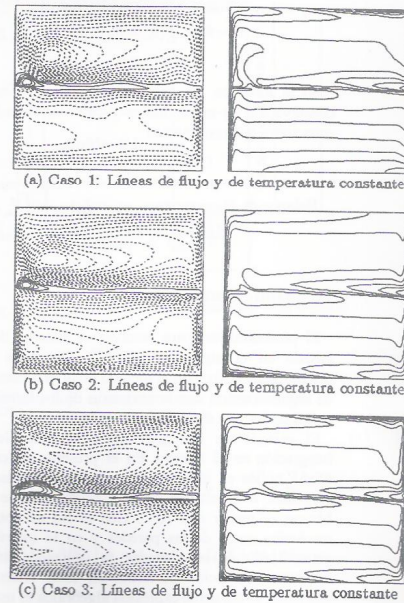 (a) Caso 1: Líneas de flujo y de temperatura constante
(b) Caso 2: Líneas de flujo y de temperatura constante
(c) Caso 3: Líneas de flujo y de temperatura constante